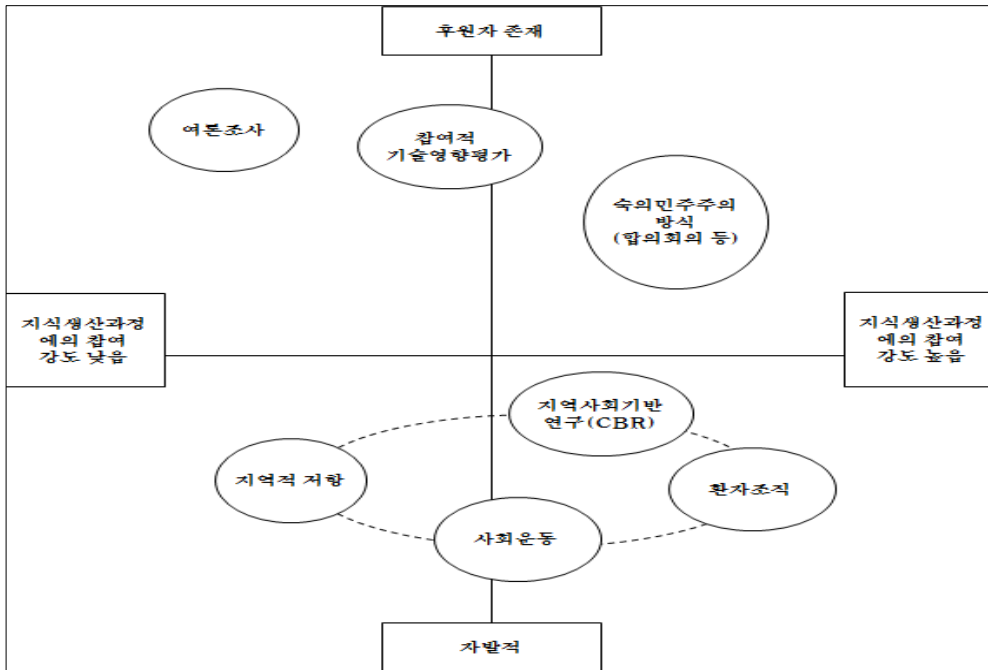 후원자 존재
여론조사
참여적
기술영향평가
숙의민주주의
방식
(합의회의 등)
지식생산과정
에의 참여
강도 낮음
지식생산과정
에의 참여
강도 높음
지역사회기반
연구(CBR)
지역적 저항
환자조직
사회운동
자발적